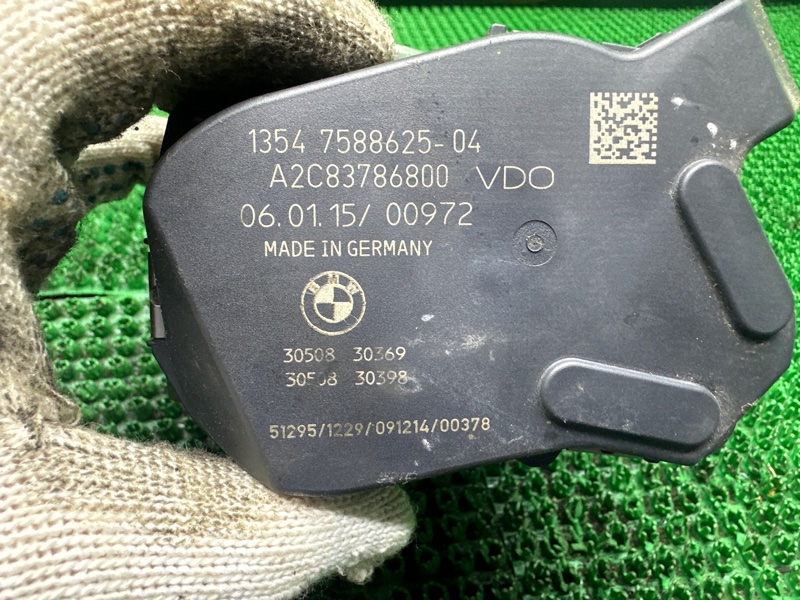 1354 7588625-04
A2C83786800 VDO
06.01.15/ 00972
MADE IN GERMANY
BMW
30508 30369
30508 30398
51295/1229/091214/00378